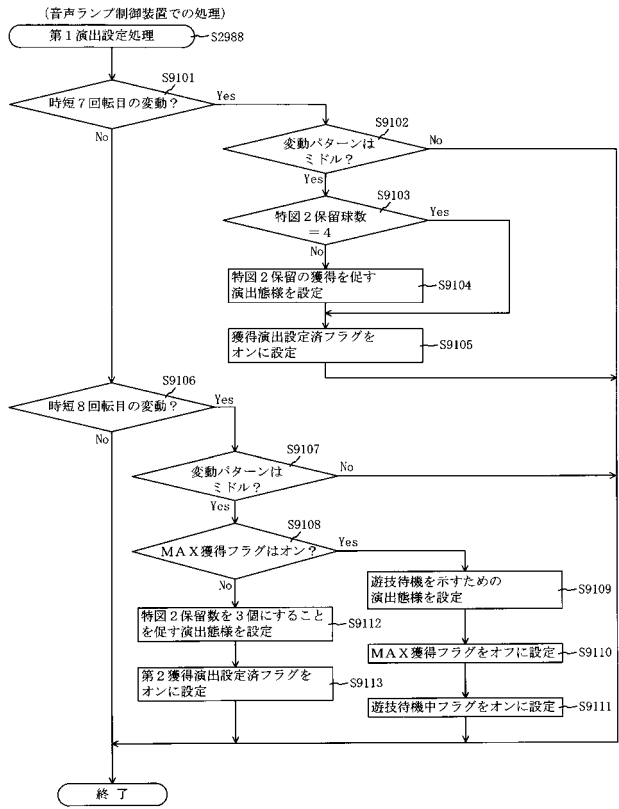 (音声ランプ制御装置での処理)
第1演出設定処理
S2988
S9101
時短7回転目の変動?
Yes
No
S9102
変動パターンは
ミドル?
No
Yes
S9103
特図2保留球数
=4
Yes
No
特図2保留の獲得を促す
演出態様を設定
S9104
獲得演出設定済フラグを
オンに設定
S9105
S9106
時短8回転目の変動?
Yes
No
S9107
変動パターンは
ミドル?
No
Yes
S9108
MAX獲得フラグはオン?
Yes
No
遊技待機を示すための
演出態様を設定
S9109
特図2保留数を3個にすること
を促す演出態様を設定
S9112
MAX獲得フラグをオフに設定
S9110
第2獲得演出設定済フラグを
オンに設定
S9113
遊技待機中フラグをオンに設定
S9111
終了